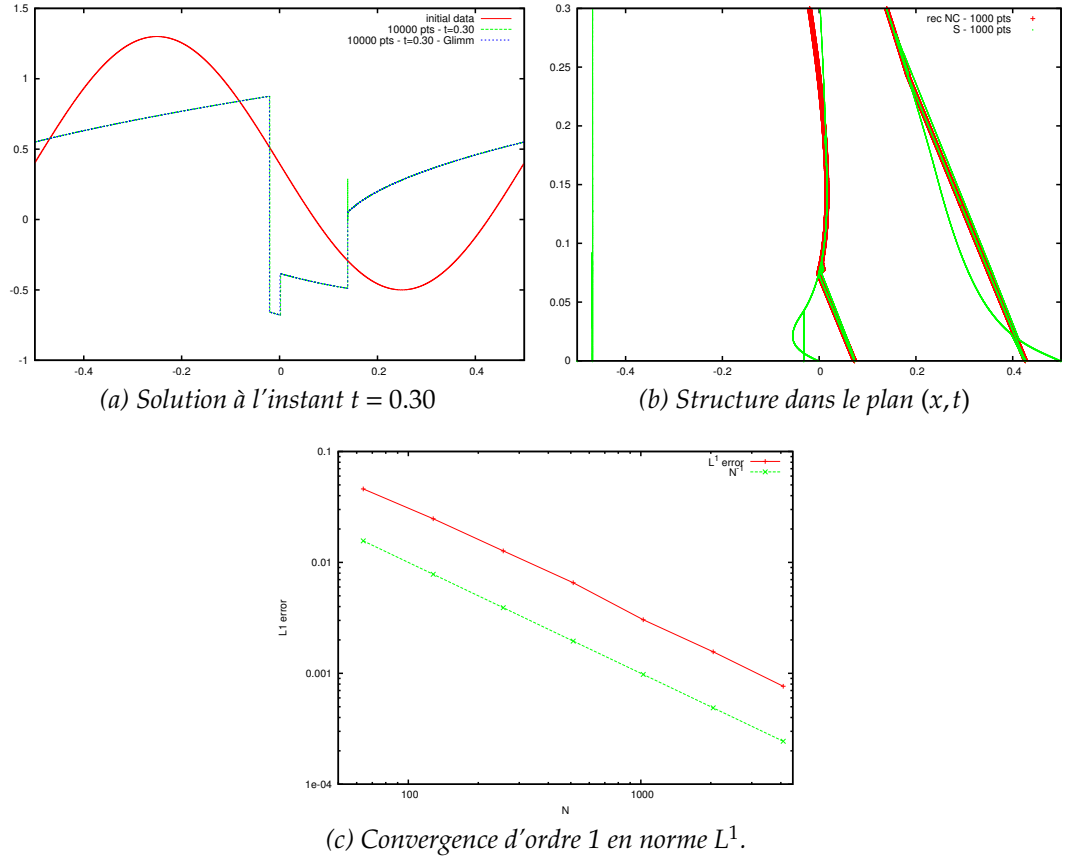 1.5
1
0.5
0
-0.5
-1
-0.4
-0.2
0
0.2
0.4
initial data
10000 pts - t=0.30
10000 pts - t=0.30 - Glimm
(a) Solution à l'instant t = 0.30
0.3
0.25
0.2
0.15
0.1
0.05
0
-0.4
-0.2
0
0.2
0.4
rec NC - 1000 pts
S - 1000 pts
(b) Structure dans le plan (x, t)
0.1
0.01
0.001
1e-04
L1 error
100
1000
N
L¹ error
N⁻¹
(c) Convergence d'ordre 1 en norme L¹.